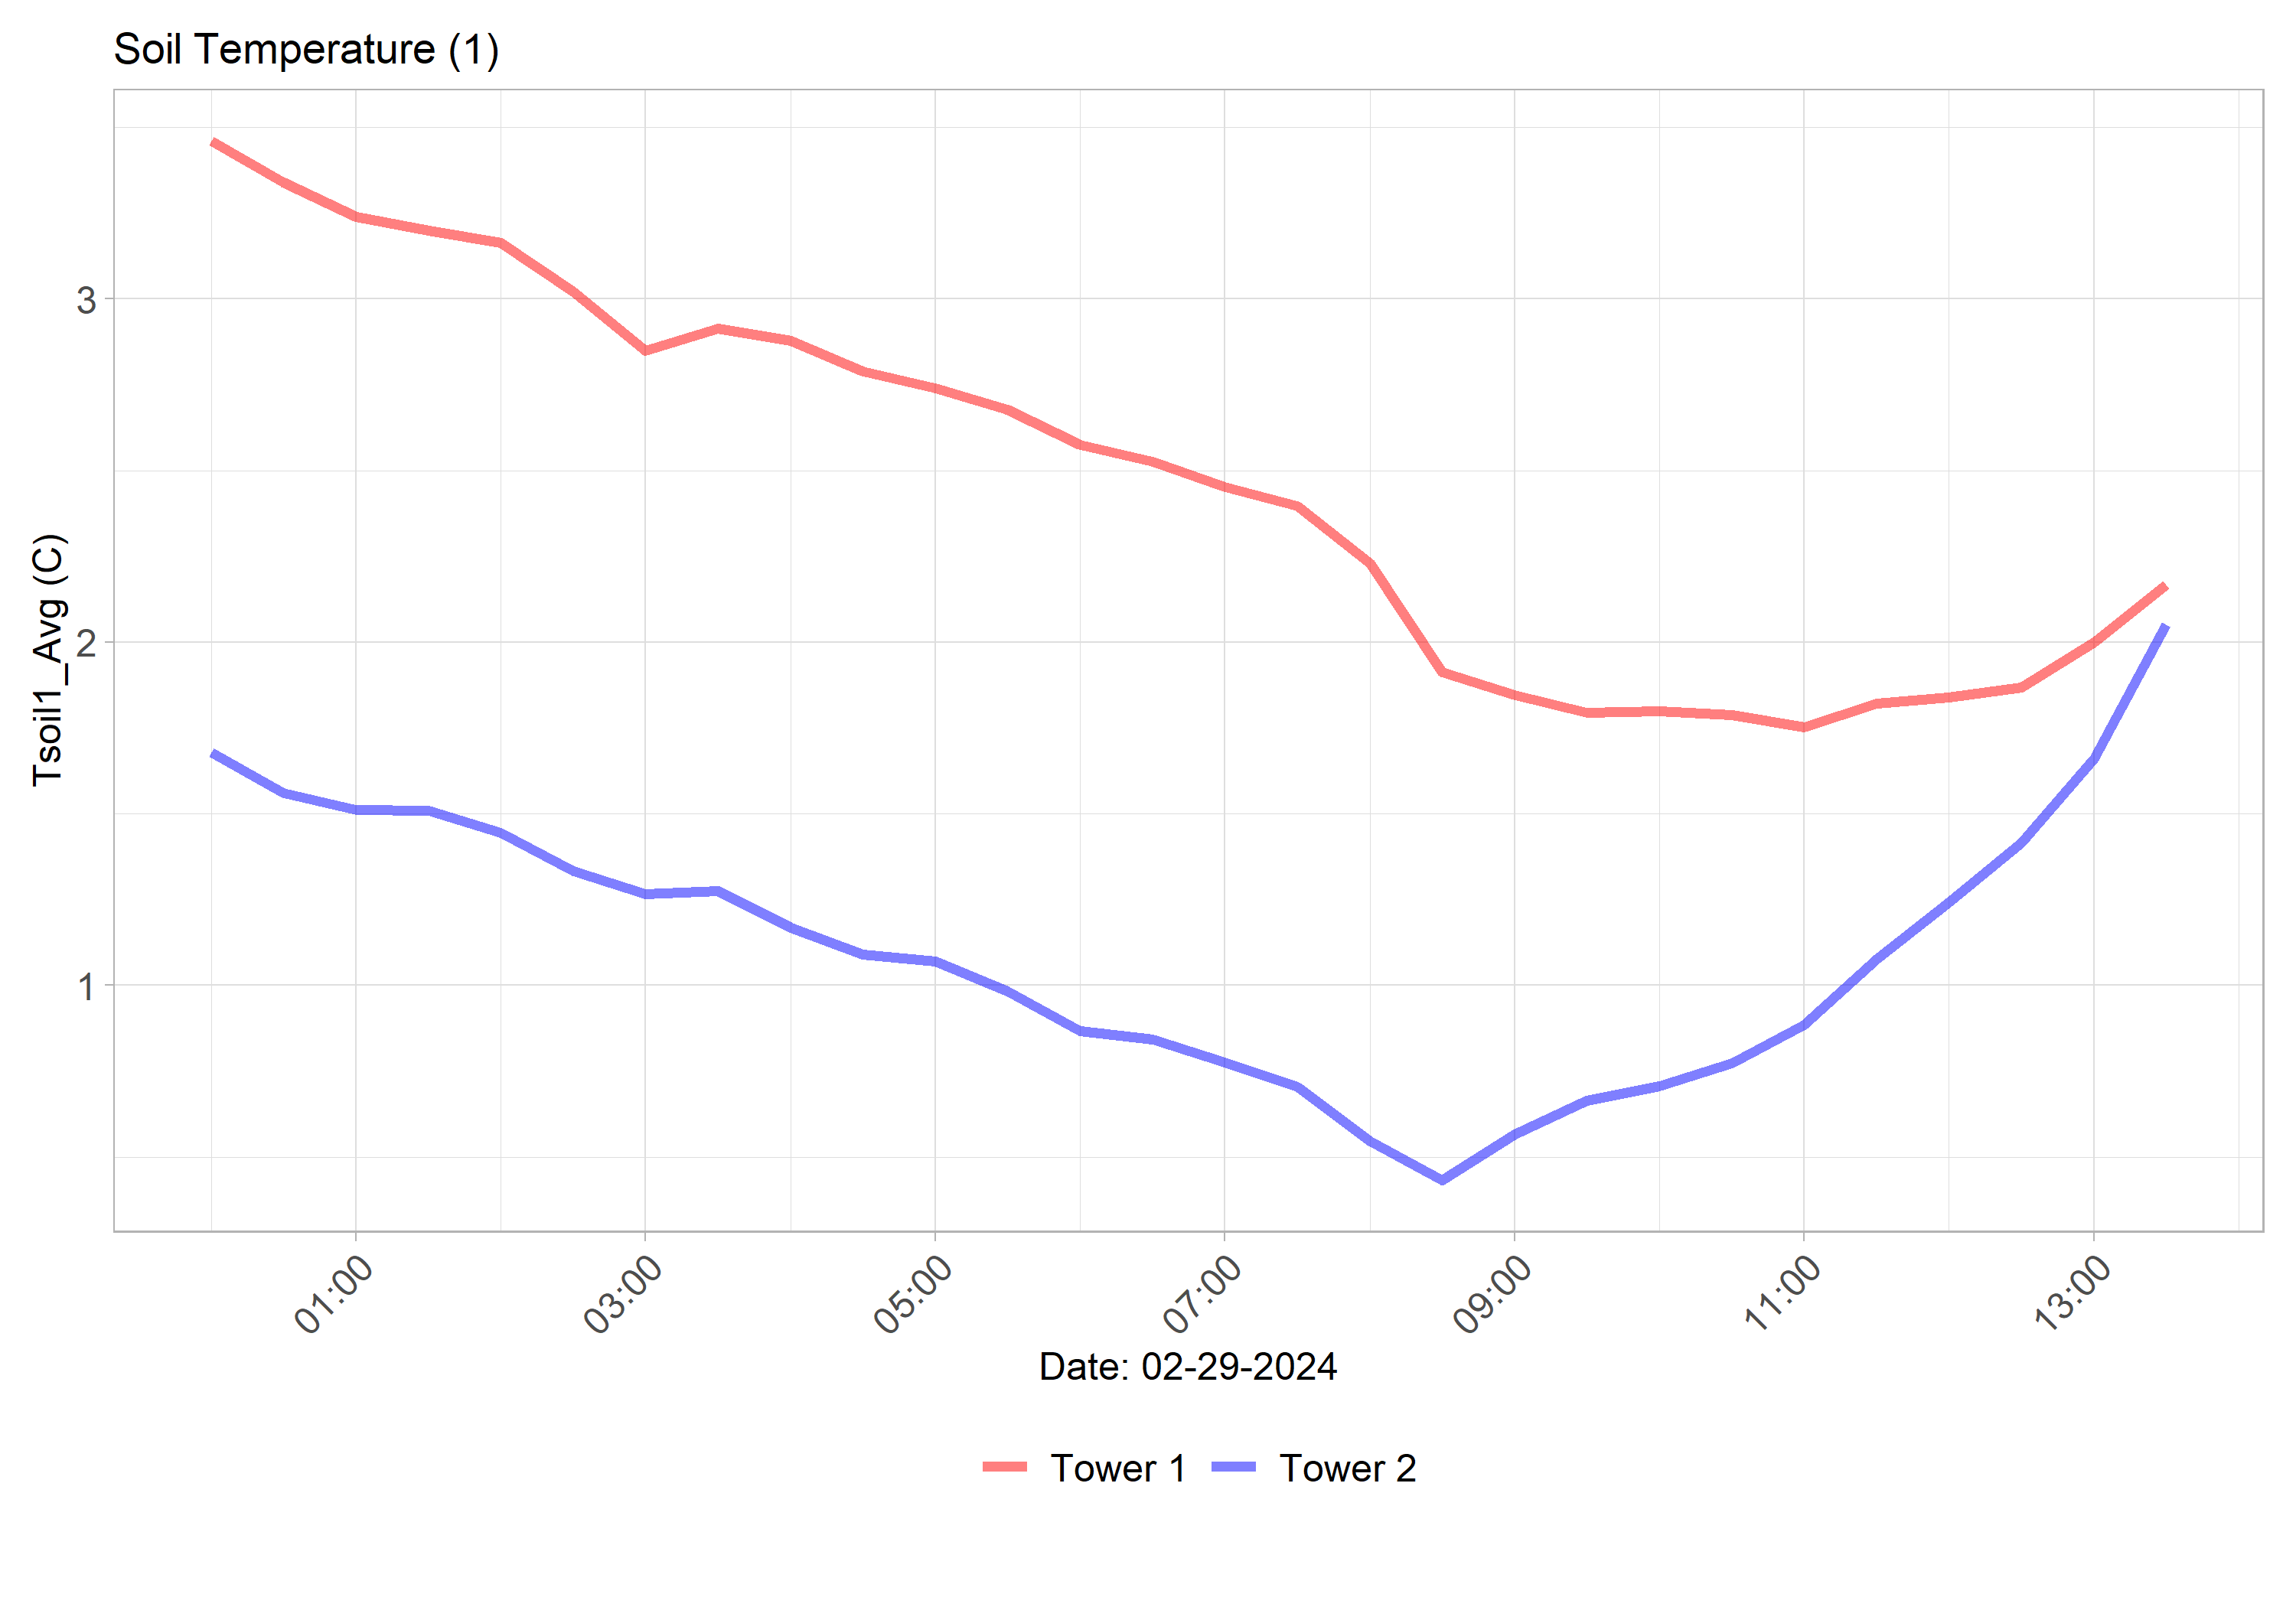 Soil Temperature (1)
Tsoil1_Avg (C)
3
2
1
01:00
03:00
05:00
07:00
09:00
11:00
13:00
Date: 02-29-2024
Tower 1
Tower 2